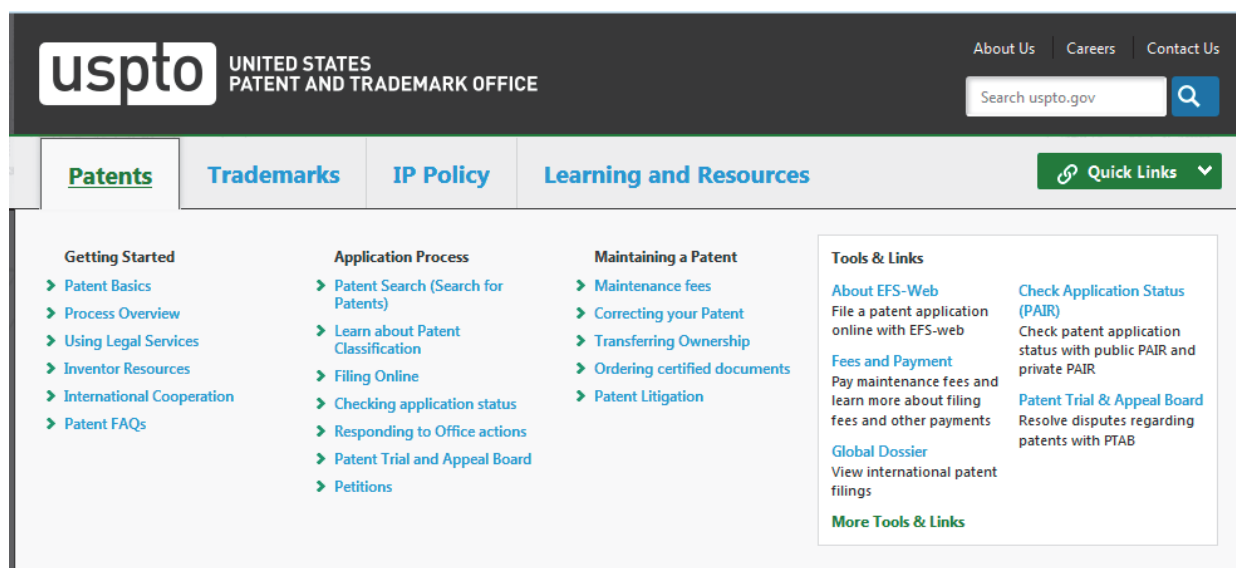 uspto
UNITED STATES
PATENT AND TRADEMARK OFFICE
About Us
Careers
Contact Us
Search uspto.gov
Patents
Trademarks
IP Policy
Learning and Resources
Quick Links
Getting Started
Patent Basics
Process Overview
Using Legal Services
Inventor Resources
International Cooperation
Patent FAQs
Application Process
Patent Search (Search for
Patents)
Learn about Patent
Classification
Filing Online
Checking application status
Responding to Office actions
Patent Trial and Appeal Board
Petitions
Maintaining a Patent
Maintenance fees
Correcting your Patent
Transferring Ownership
Ordering certified documents
Patent Litigation
Tools & Links
About EFS-Web
File a patent application
online with EFS-web
Fees and Payment
Pay maintenance fees and
learn more about filing
fees and other payments
Global Dossier
View international patent
filings
More Tools & Links
Check Application Status
(PAIR)
Check patent application
status with public PAIR and
private PAIR
Patent Trial & Appeal Board
Resolve disputes regarding
patents with PTAB